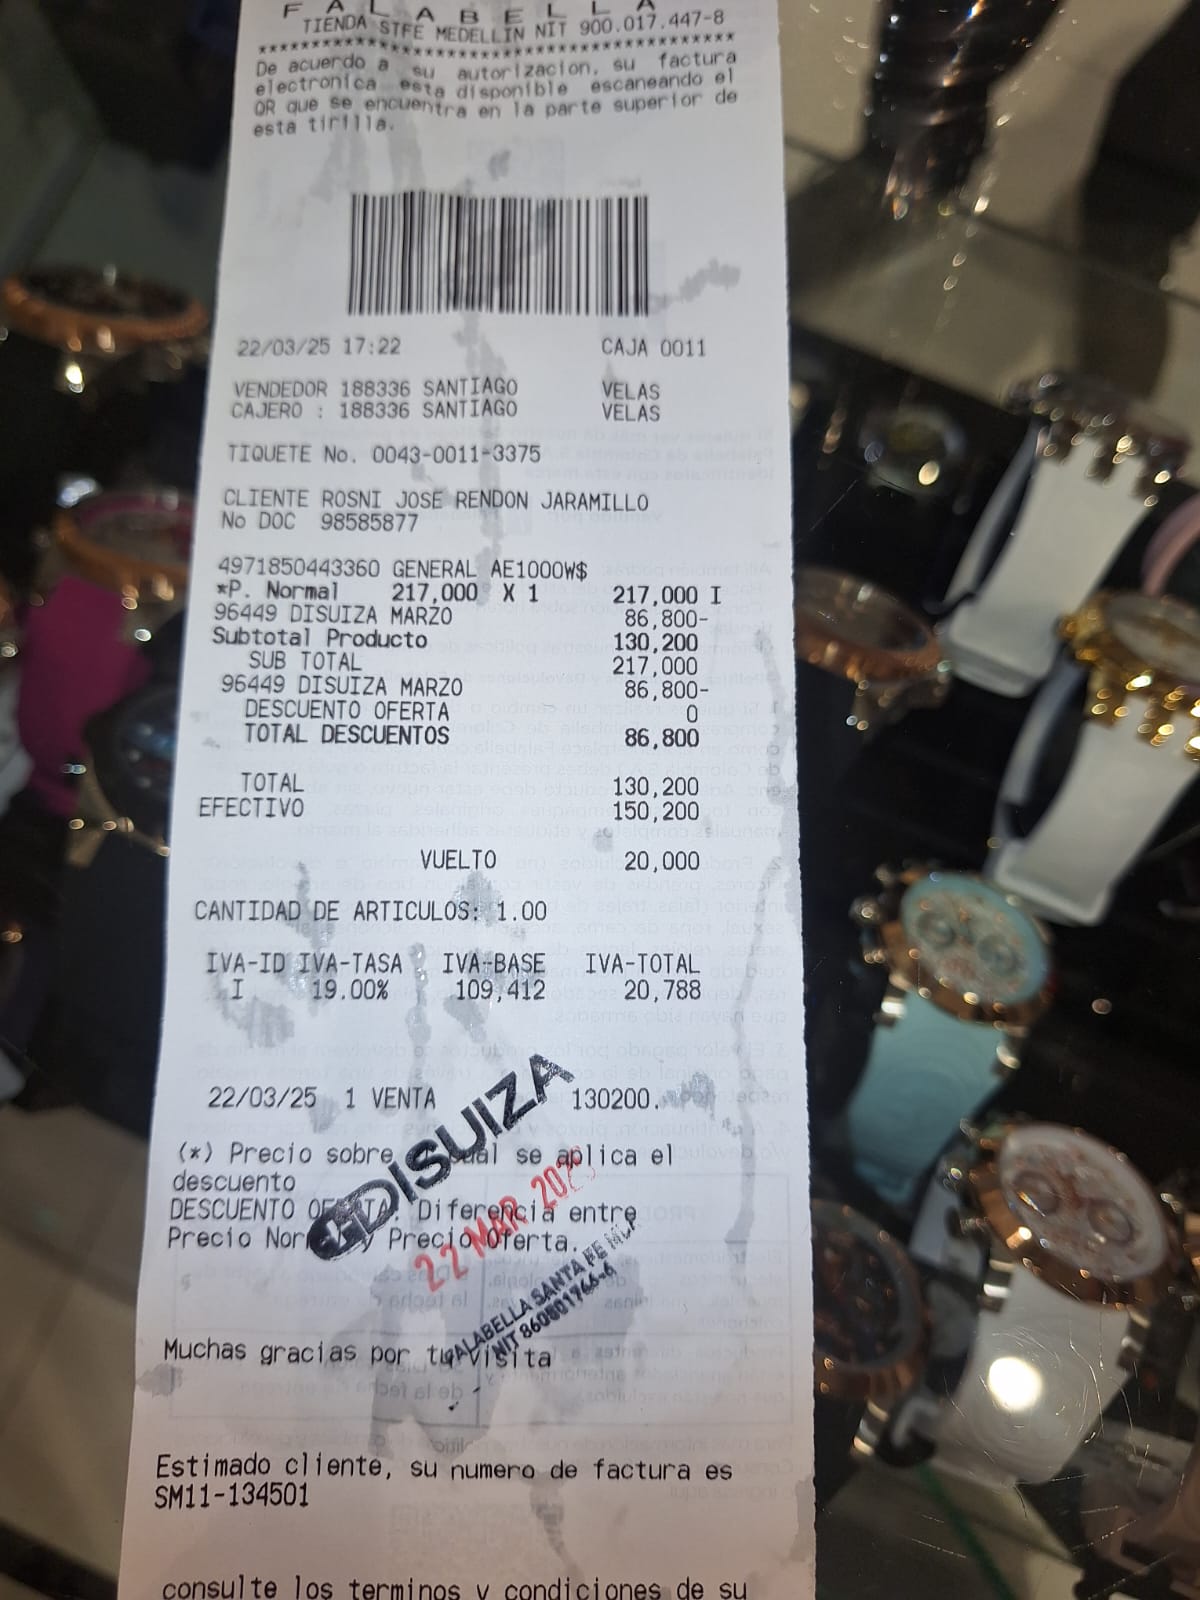 F A L A B E L L A
TIENDA STFE MEDELLIN NIT 900.017.447-8
****************************************
De acuerdo a su autorizacion, su factura
electronica esta disponible escaneando el
QR que se encuentra en la parte superior de
esta tirilla.
22/03/25 17:22 CAJA 0011
VENDEDOR 188336 SANTIAGO VELAS
CAJERO : 188336 SANTIAGO VELAS
TIQUETE No. 0043-0011-3375
CLIENTE ROSNI JOSE RENDON JARAMILLO
No DOC 98585877
4971850443360 GENERAL AE1000W$
*P. Normal 217,000 X 1 217,000 I
96449 DISUIZA MARZO 86,800-
Subtotal Producto 130,200
SUB TOTAL 217,000
96449 DISUIZA MARZO 86,800-
DESCUENTO OFERTA 0
TOTAL DESCUENTOS 86,800
TOTAL 130,200
EFECTIVO 150,200
VUELTO 20,000
CANTIDAD DE ARTICULOS: 1.00
IVA-ID IVA-TASA IVA-BASE IVA-TOTAL
I 19.00% 109,412 20,788
22/03/25 1 VENTA 130200.
(*) Precio sobre se aplica el
descuento
DESCUENTO Diferencia entre
Precio Precio Oferta.
DISUIZA
22 MAR 2025
FALABELLA SANTA FE
NIT
Muchas gracias por tu visita
Estimado cliente, su numero de factura es
SM11-134501
consulte los terminos y condiciones de su